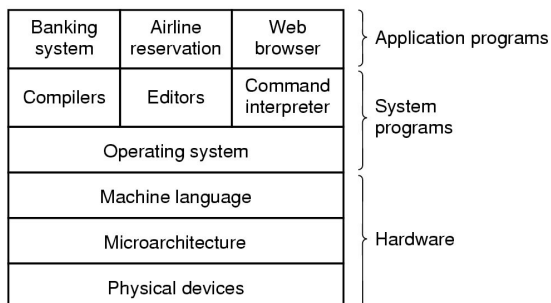 Banking
system
Airline
reservation
Web
browser
Application programs
Compilers
Editors
Command
interpreter
System
programs
Operating system
Machine language
Microarchitecture
Hardware
Physical devices